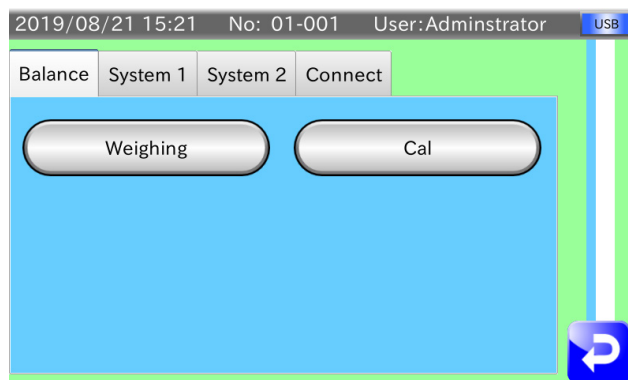 2019/08/21 15:21 No: 01-001 User:Adminstrator USB
Balance System 1 System 2 Connect
Weighing Cal